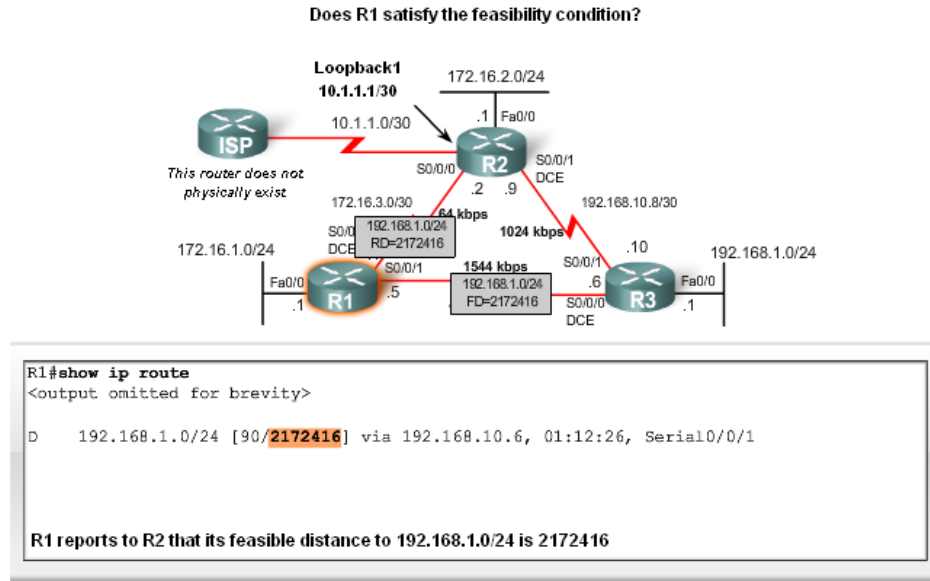 Does R1 satisfy the feasibility condition?
Loopback1
10.1.1.1/30
172.16.2.0/24
.1
Fa0/0
10.1.1.0/30
ISP
This router does not
physically exist
R2
S0/0/0
S0/0/1
DCE
.2
.9
172.16.3.0/30
64 kbps
192.168.10.8/30
192.168.1.0/24
RD=2172416
S0/0
DCE
1024 kbps
172.16.1.0/24
.10
192.168.1.0/24
S0/0/1
1544 kbps
S0/0/1
Fa0/0
.1
R1
.5
192.168.1.0/24
FD=2172416
.6
S0/0/0
DCE
R3
Fa0/0
.1
R1#show ip route
<output omitted for brevity>
D 192.168.1.0/24 [90/2172416] via 192.168.10.6, 01:12:26, Serial0/0/1
R1 reports to R2 that its feasible distance to 192.168.1.0/24 is 2172416